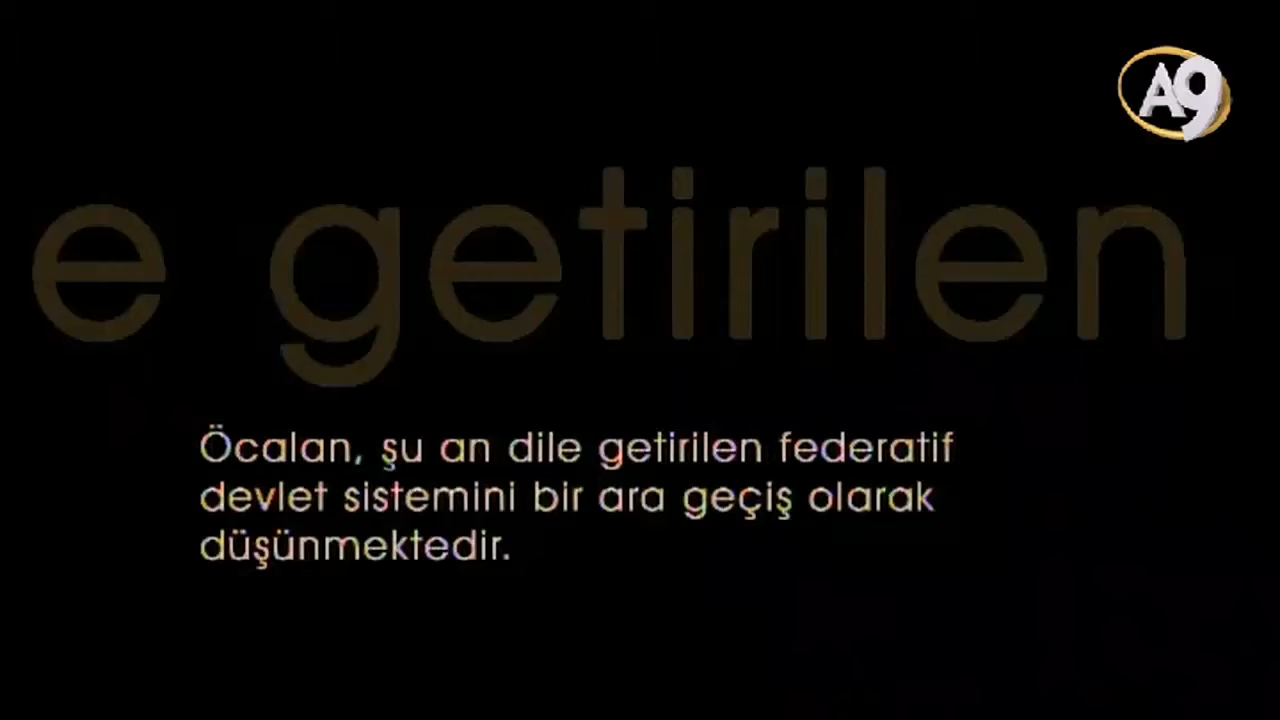 A9
e getirilen
Öcalan, şu an dile getirilen federatif
devlet sistemini bir ara geçiş olarak
düşünmektedir.